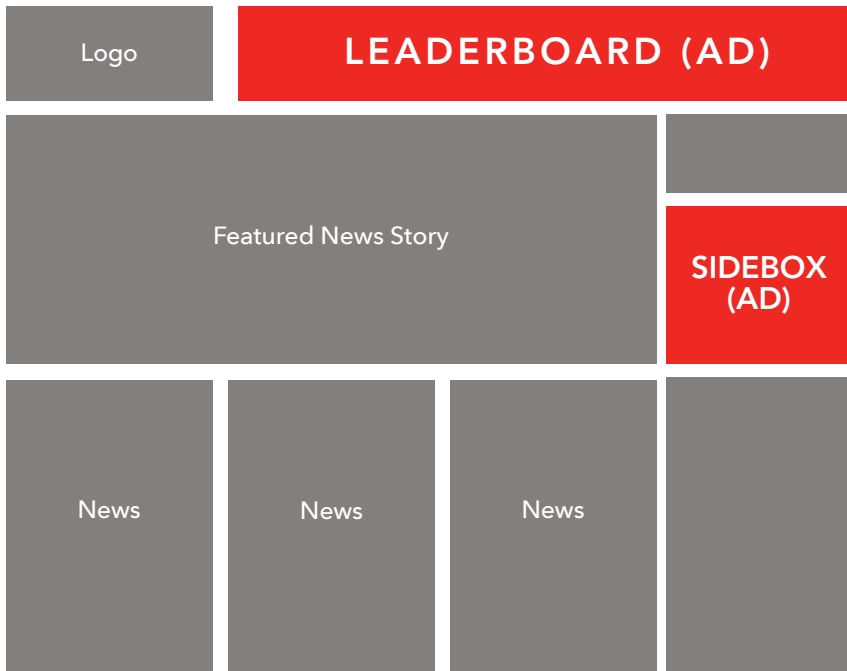 Logo
LEADERBOARD (AD)
Featured News Story
SIDEBOX
(AD)
News
News
News